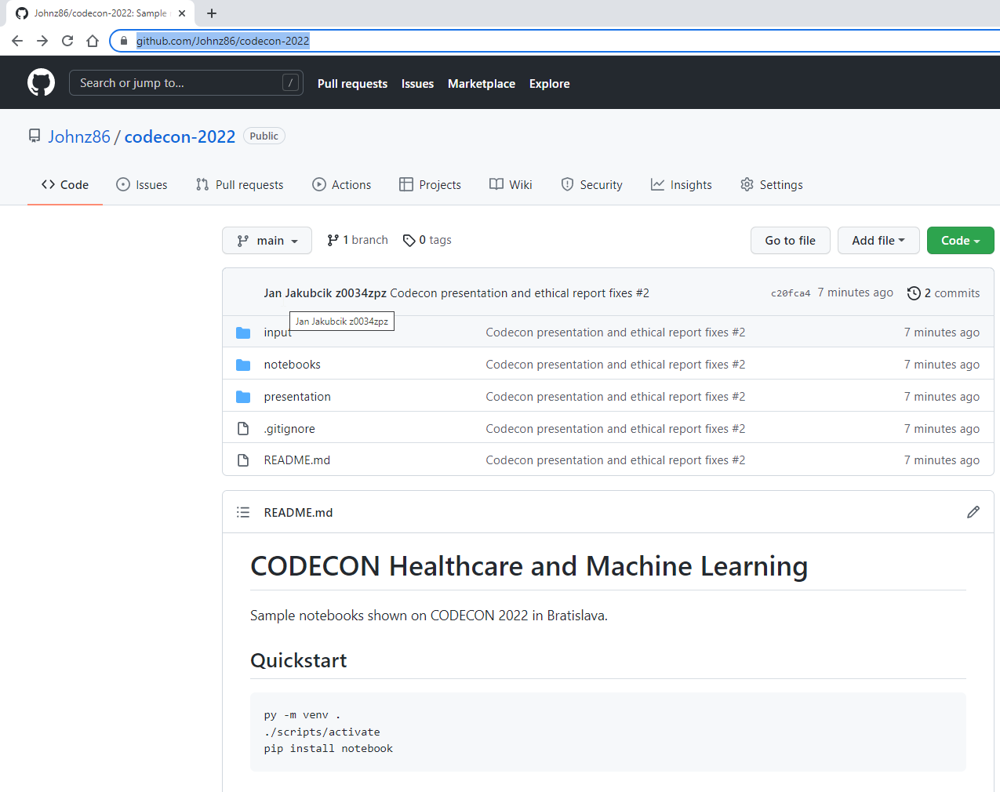 Johnz86/codecon-2022: Sample
github.com/Johnz86/codecon-2022
Search or jump to... / Pull requests Issues Marketplace Explore
Johnz86 / codecon-2022 Public
Code Issues Pull requests Actions Projects Wiki Security Insights Settings
main 1 branch 0 tags Go to file Add file Code
Jan Jakubcik z0034zpz Codecon presentation and ethical report fixes #2 c20fca4 7 minutes ago 2 commits
Jan Jakubcik z0034zpz
input Codecon presentation and ethical report fixes #2 7 minutes ago
notebooks Codecon presentation and ethical report fixes #2 7 minutes ago
presentation Codecon presentation and ethical report fixes #2 7 minutes ago
.gitignore Codecon presentation and ethical report fixes #2 7 minutes ago
README.md Codecon presentation and ethical report fixes #2 7 minutes ago
README.md
CODECON Healthcare and Machine Learning
Sample notebooks shown on CODECON 2022 in Bratislava.
Quickstart
py -m venv .
./scripts/activate
pip install notebook